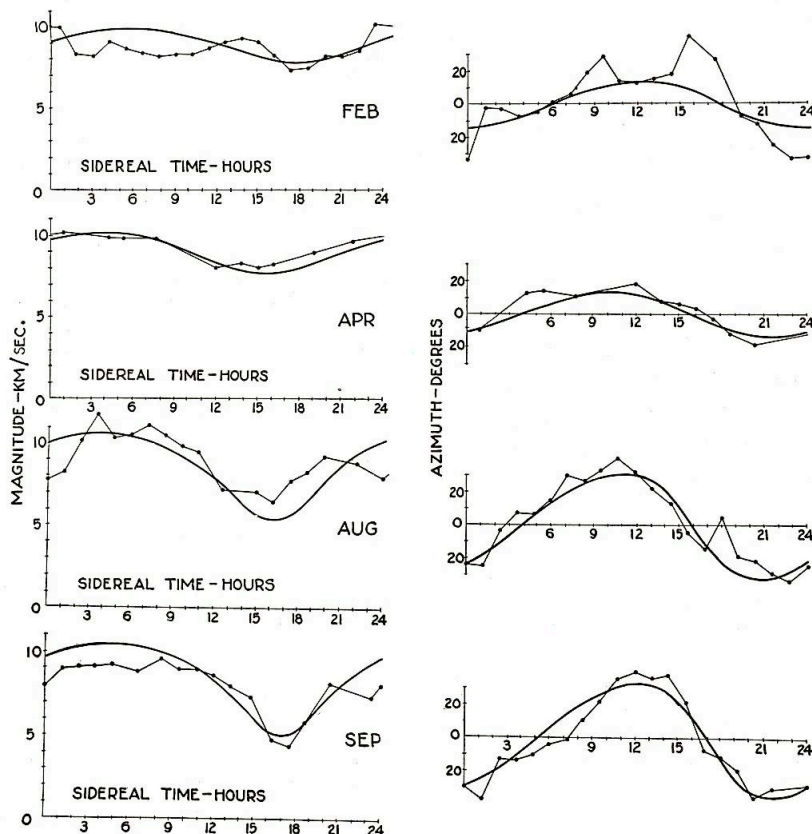 10
5
0
FEB
SIDEREAL TIME-HOURS
3 6 9 12 15 18 21 24
10
5
0
APR
SIDEREAL TIME-HOURS
3 6 9 12 15 18 21 24
MAGNITUDE-KM/SEC.
10
5
0
AUG
SIDEREAL TIME-HOURS
3 6 9 12 15 18 21 24
10
5
0
SEP
SIDEREAL TIME-HOURS
3 6 9 12 15 18 21 24
20
0
20
6 9 12 15 21 24
20
0
20
6 9 12 15 21 24
AZIMUTH-DEGREES
20
0
20
6 9 12 15 21 24
20
0
20
3 9 12 15 21 24